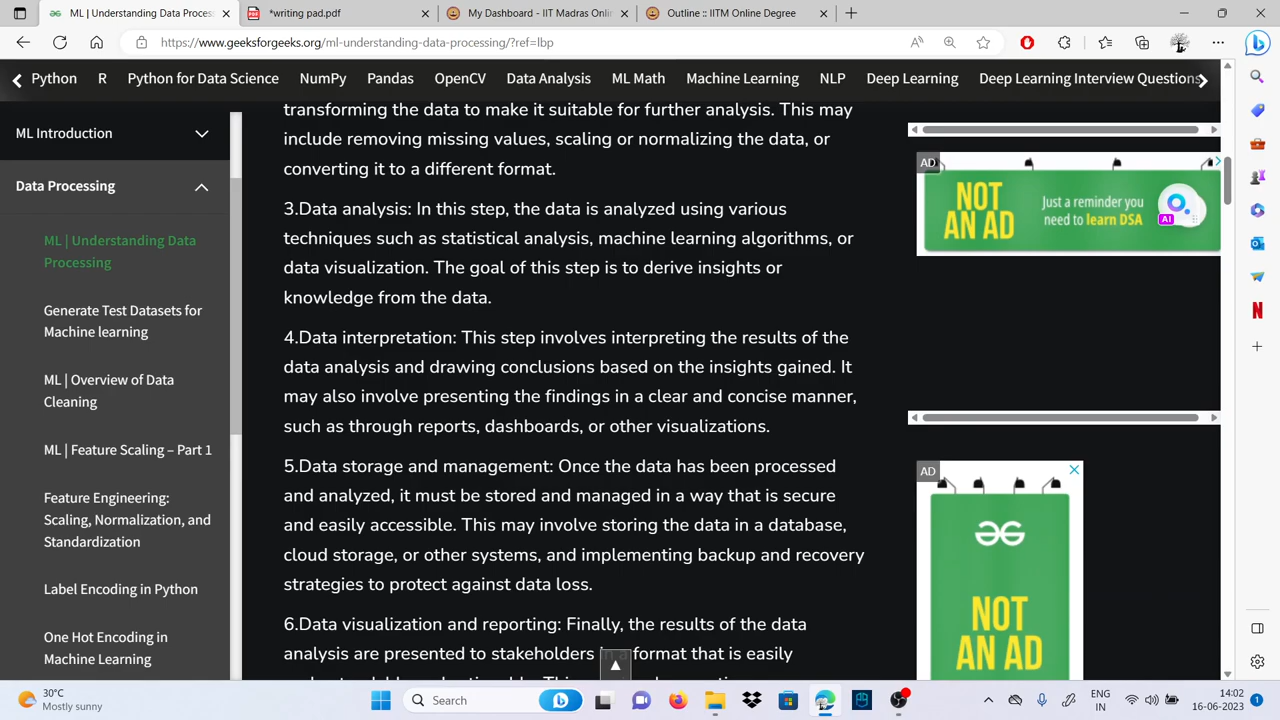 ML | Understanding Data Process
*writing pad.pdf
My Dashboard - IIT Madras Onlin
Outline :: IITM Online Degree
https://www.geeksforgeeks.org/ml-understanding-data-processing/?ref=lbp
Python
R
Python for Data Science
NumPy
Pandas
OpenCV
Data Analysis
ML Math
Machine Learning
NLP
Deep Learning
Deep Learning Interview Questions
ML Introduction
Data Processing
ML | Understanding Data
Processing
Generate Test Datasets for
Machine learning
ML | Overview of Data
Cleaning
ML | Feature Scaling – Part 1
Feature Engineering:
Scaling, Normalization, and
Standardization
Label Encoding in Python
One Hot Encoding in
Machine Learning
transforming the data to make it suitable for further analysis. This may
include removing missing values, scaling or normalizing the data, or
converting it to a different format.
3.Data analysis: In this step, the data is analyzed using various
techniques such as statistical analysis, machine learning algorithms, or
data visualization. The goal of this step is to derive insights or
knowledge from the data.
4.Data interpretation: This step involves interpreting the results of the
data analysis and drawing conclusions based on the insights gained. It
may also involve presenting the findings in a clear and concise manner,
such as through reports, dashboards, or other visualizations.
5.Data storage and management: Once the data has been processed
and analyzed, it must be stored and managed in a way that is secure
and easily accessible. This may involve storing the data in a database,
cloud storage, or other systems, and implementing backup and recovery
strategies to protect against data loss.
6.Data visualization and reporting: Finally, the results of the data
analysis are presented to stakeholders in a format that is easily
AD
NOT
AN AD
Just a reminder you
need to learn DSA
AI
AD
NOT
AN AD
30°C
Mostly sunny
Search
ENG
IN
14:02
16-06-2023
1